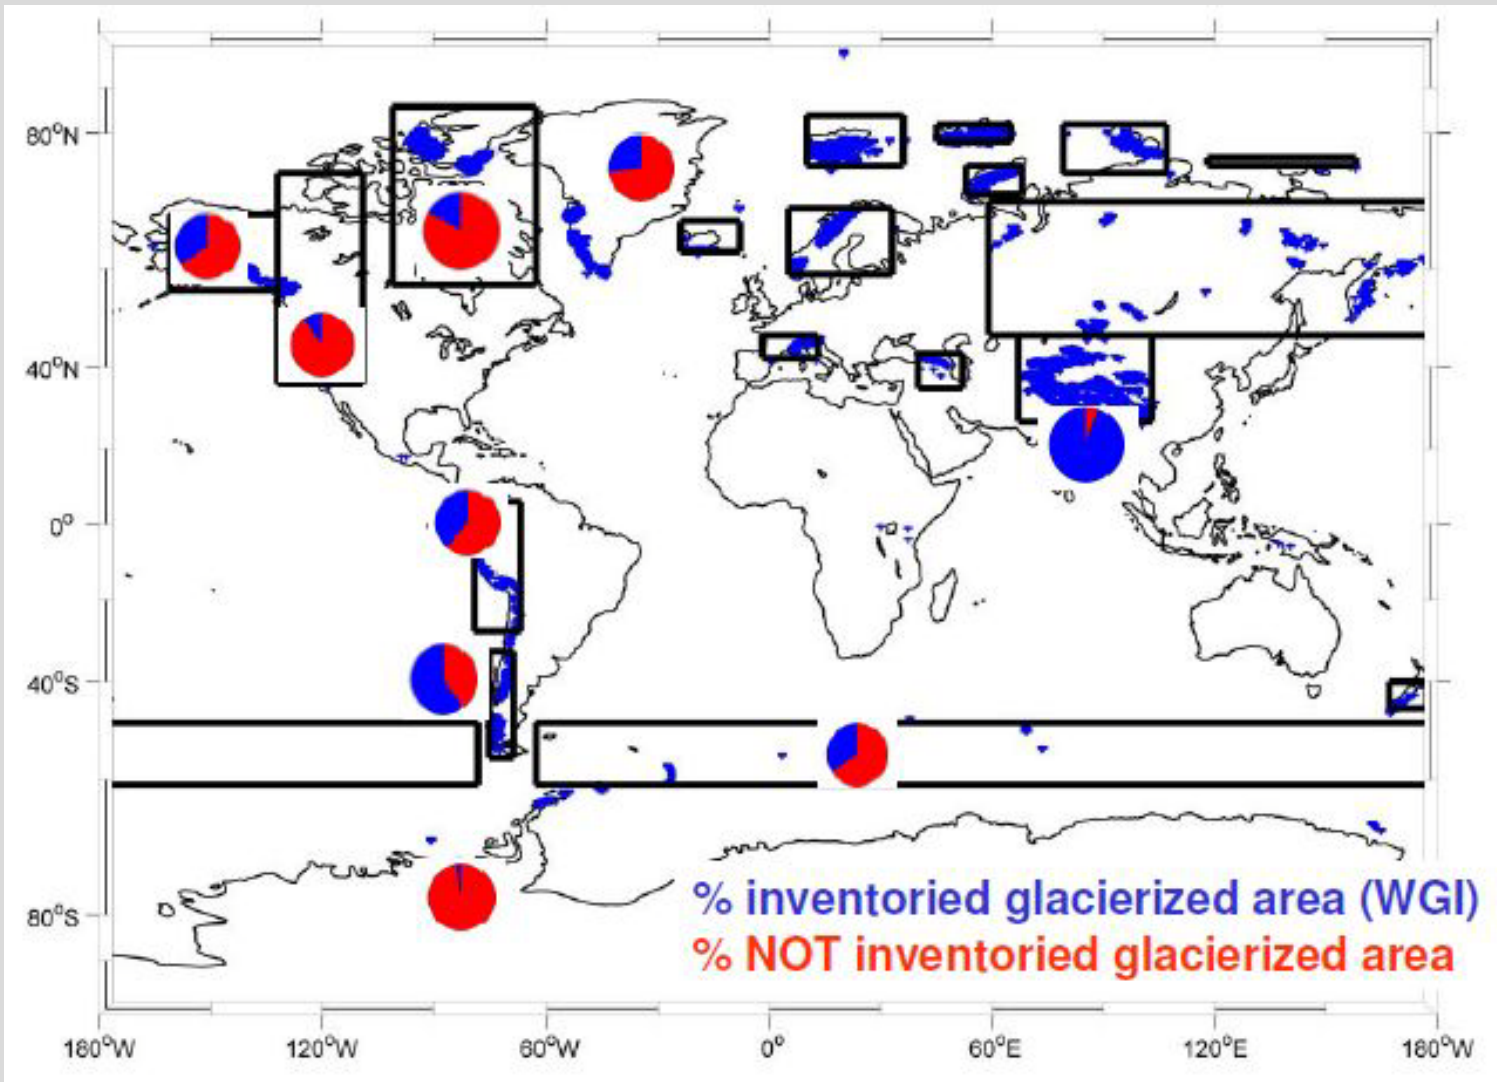 80°N
40°N
0°
40°S
80°S
% inventoried glacierized area (WGI)
% NOT inventoried glacierized area
180°W 120°W 60°W 0° 60°E 120°E 180°W